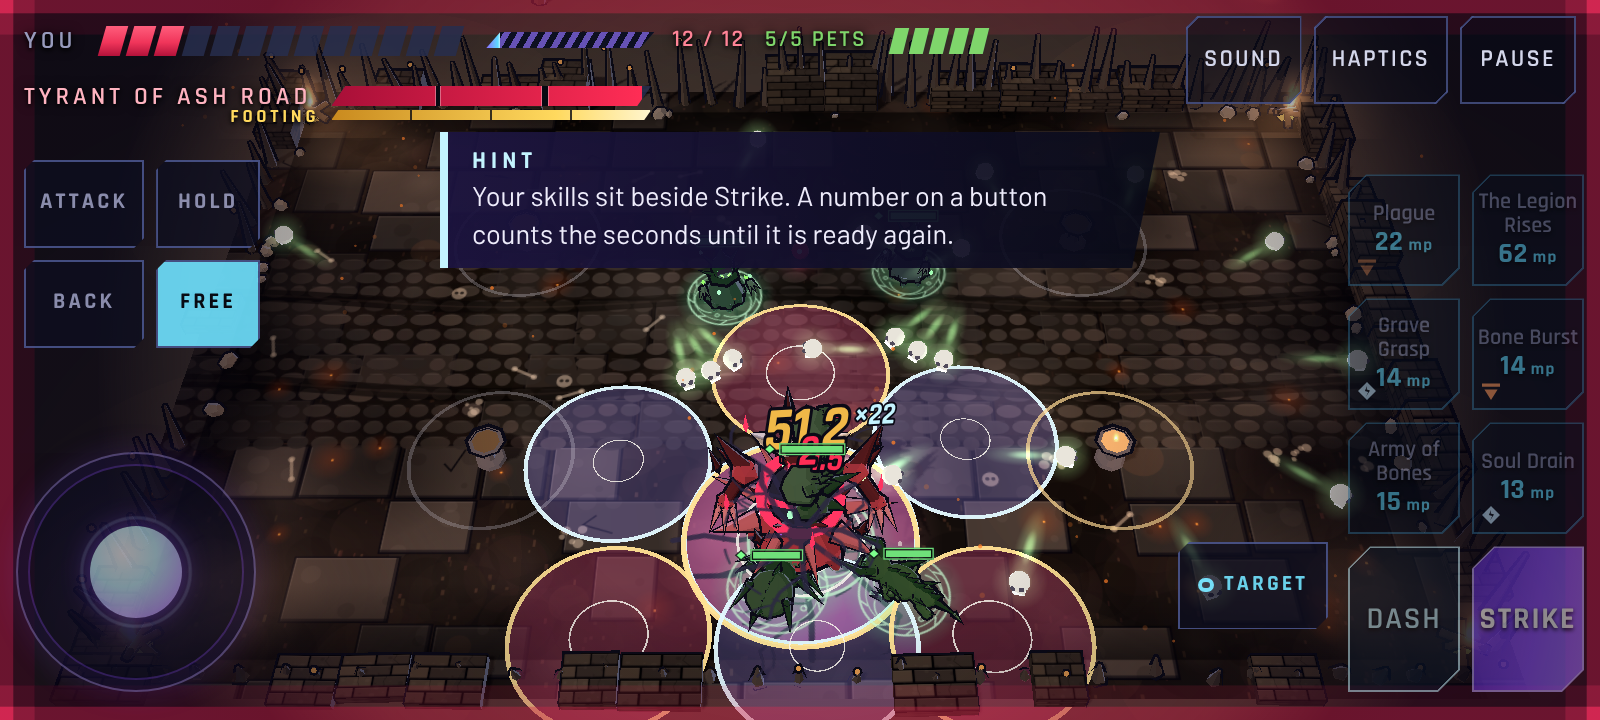 YOU
12 / 12
5/5 PETS
SOUND
HAPTICS
PAUSE
TYRANT OF ASH ROAD
FOOTING
HINT
Your skills sit beside Strike. A number on a button
counts the seconds until it is ready again.
ATTACK
HOLD
BACK
FREE
Plague
22 mp
The Legion
Rises
62 mp
Grave
Grasp
14 mp
Bone Burst
14 mp
Army of
Bones
15 mp
Soul Drain
13 mp
51.2
×22
TARGET
DASH
STRIKE